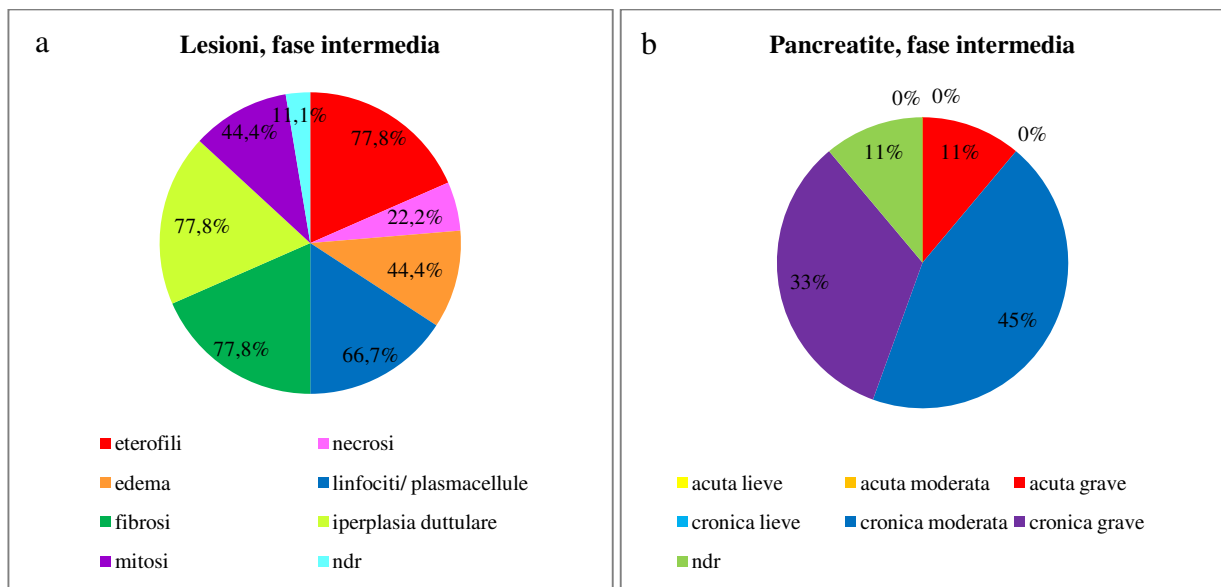 a
Lesioni, fase intermedia
11,1%
77,8%
44,4%
22,2%
77,8%
44,4%
77,8%
66,7%
eterofili
necrosi
edema
linfociti/ plasmacellule
fibrosi
iperplasia duttulare
mitosi
ndr
b
Pancreatite, fase intermedia
0%
0%
0%
11%
11%
33%
45%
acuta lieve
acuta moderata
acuta grave
cronica lieve
cronica moderata
cronica grave
ndr